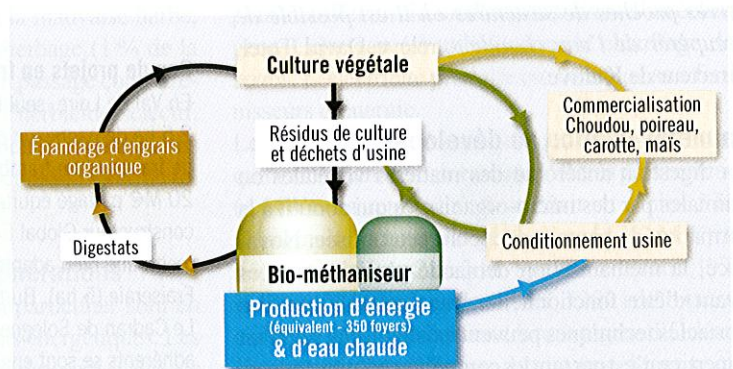 Culture végétale
Commercialisation
Choudou, poireau,
carotte, maïs
Résidus de culture
et déchets d'usine
Épandage d'engrais
organique
Digestats
Conditionnement usine
Bio-méthaniseur
Production d'énergie
(équivalent - 350 foyers)
& d'eau chaude